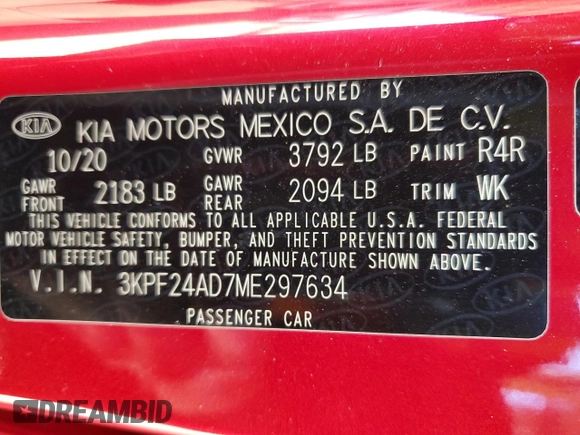 MANUFACTURED BY
KIA KIA MOTORS MEXICO S.A. DE C.V.
10/20 GVWR 3792 LB PAINT R4R
GAWR FRONT 2183 LB GAWR REAR 2094 LB TRIM WK
THIS VEHICLE CONFORMS TO ALL APPLICABLE U.S.A. FEDERAL
MOTOR VEHICLE SAFETY, BUMPER, AND THEFT PREVENTION STANDARDS
IN EFFECT ON THE DATE OF MANUFACTURE SHOWN ABOVE.
V.I.N. 3KPF24AD7ME297634
PASSENGER CAR
DREAMBID